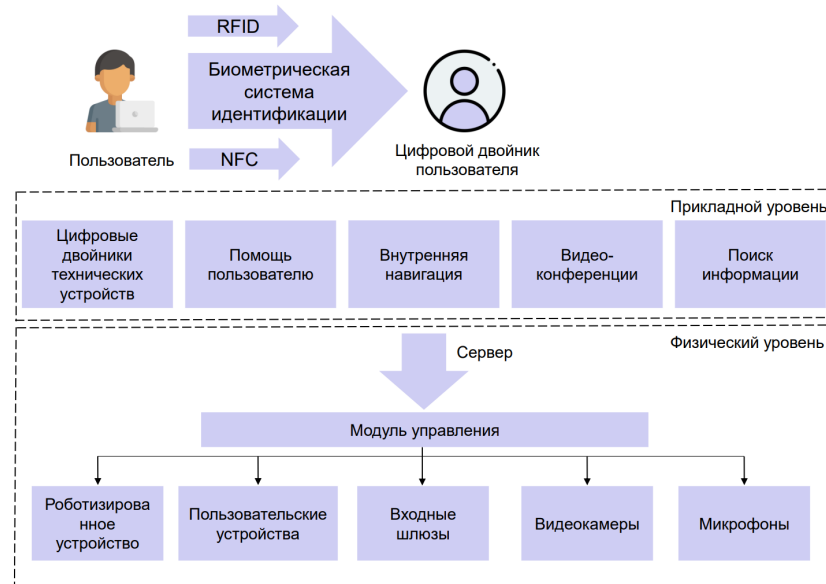 RFID
Биометрическая
система
идентификации
NFC
Пользователь
Цифровой двойник
пользователя
Прикладной уровень
Цифровые
двойники
технических
устройств
Помощь
пользователю
Внутренняя
навигация
Видео-
конференции
Поиск
информации
Физический уровень
Сервер
Модуль управления
Роботизирова
нное
устройство
Пользовательские
устройства
Входные
шлюзы
Видеокамеры
Микрофоны